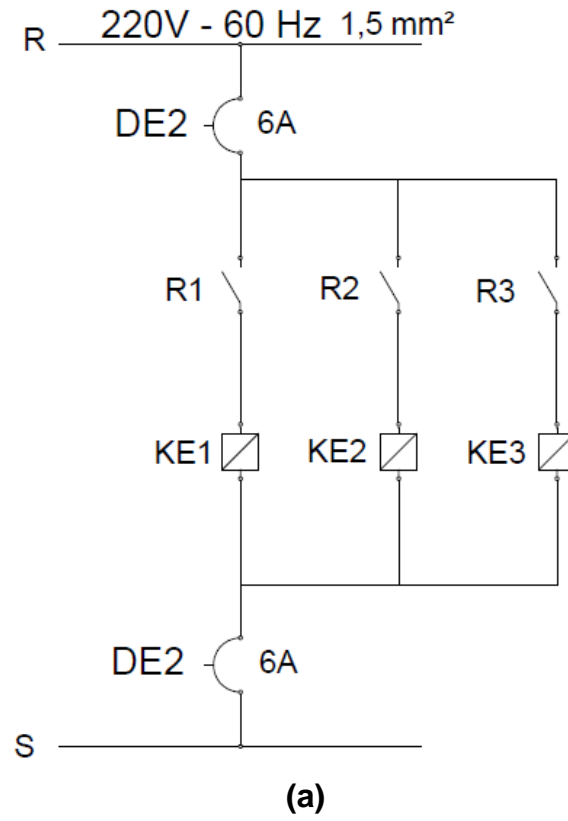 R 220V - 60 Hz 1,5 mm²
DE2 6A
R1 R2 R3
KE1 KE2 KE3
DE2 6A
S
(a)